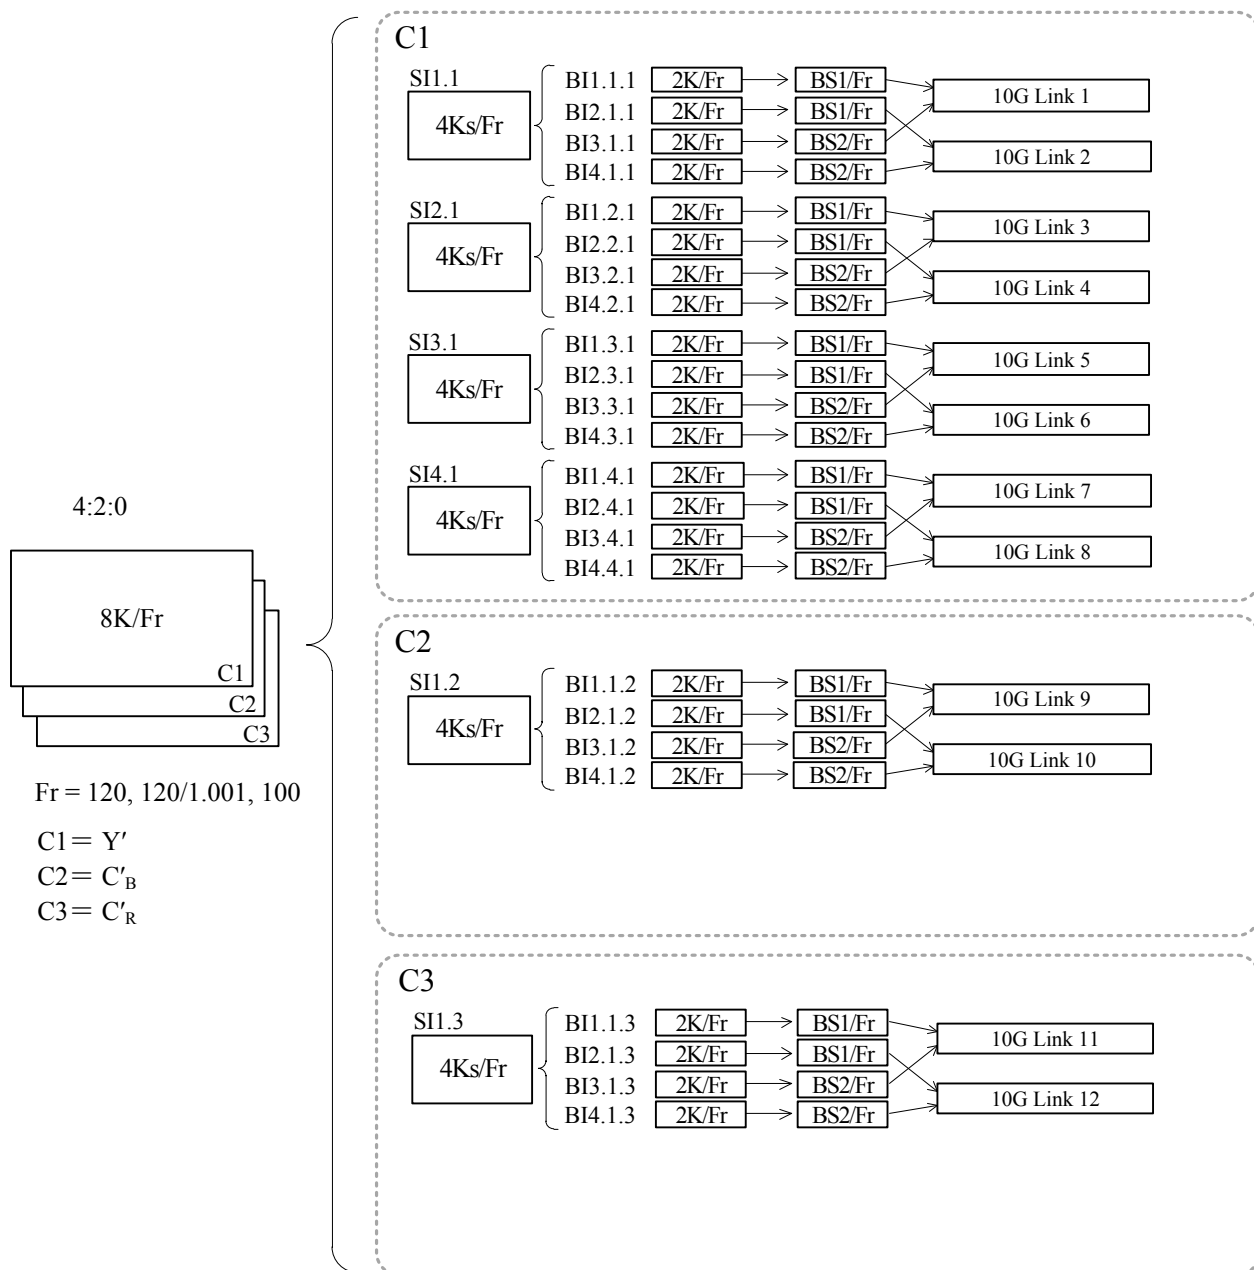 4:2:0
8K/Fr
C1
C2
C3
Fr = 120, 120/1.001, 100
C1＝ Y′
C2＝ C′B
C3＝ C′R
C1
SI1.1
4Ks/Fr
BI1.1.1 2K/Fr BS1/Fr
BI2.1.1 2K/Fr BS1/Fr
BI3.1.1 2K/Fr BS2/Fr
BI4.1.1 2K/Fr BS2/Fr
10G Link 1
10G Link 2
SI2.1
4Ks/Fr
BI1.2.1 2K/Fr BS1/Fr
BI2.2.1 2K/Fr BS1/Fr
BI3.2.1 2K/Fr BS2/Fr
BI4.2.1 2K/Fr BS2/Fr
10G Link 3
10G Link 4
SI3.1
4Ks/Fr
BI1.3.1 2K/Fr BS1/Fr
BI2.3.1 2K/Fr BS1/Fr
BI3.3.1 2K/Fr BS2/Fr
BI4.3.1 2K/Fr BS2/Fr
10G Link 5
10G Link 6
SI4.1
4Ks/Fr
BI1.4.1 2K/Fr BS1/Fr
BI2.4.1 2K/Fr BS1/Fr
BI3.4.1 2K/Fr BS2/Fr
BI4.4.1 2K/Fr BS2/Fr
10G Link 7
10G Link 8
C2
SI1.2
4Ks/Fr
BI1.1.2 2K/Fr BS1/Fr
BI2.1.2 2K/Fr BS1/Fr
BI3.1.2 2K/Fr BS2/Fr
BI4.1.2 2K/Fr BS2/Fr
10G Link 9
10G Link 10
C3
SI1.3
4Ks/Fr
BI1.1.3 2K/Fr BS1/Fr
BI2.1.3 2K/Fr BS1/Fr
BI3.1.3 2K/Fr BS2/Fr
BI4.1.3 2K/Fr BS2/Fr
10G Link 11
10G Link 12